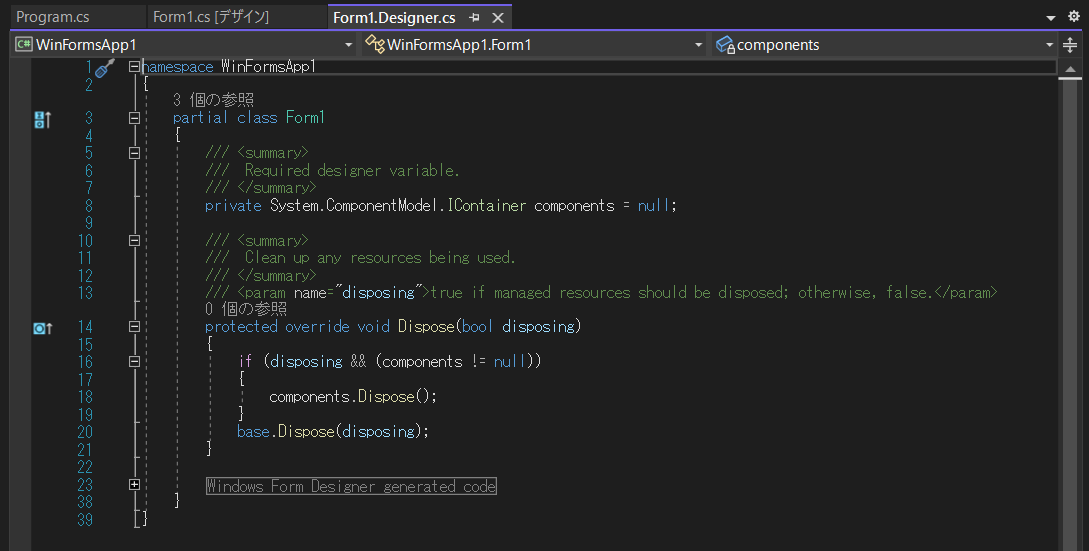 Program.cs Form1.cs [デザイン] Form1.Designer.cs
C# WinFormsApp1 WinFormsApp1.Form1 components
1 namespace WinFormsApp1
2 {
3 個の参照
3 partial class Form1
4 {
5 /// <summary>
6 ///  Required designer variable.
7 /// </summary>
8 private System.ComponentModel.IContainer components = null;
9
10 /// <summary>
11 ///  Clean up any resources being used.
12 /// </summary>
13 /// <param name="disposing">true if managed resources should be disposed; otherwise, false.</param>
0 個の参照
14 protected override void Dispose(bool disposing)
15 {
16 if (disposing && (components != null))
17 {
18 components.Dispose();
19 }
20 base.Dispose(disposing);
21 }
22
23 Windows Form Designer generated code
38 }
39 }